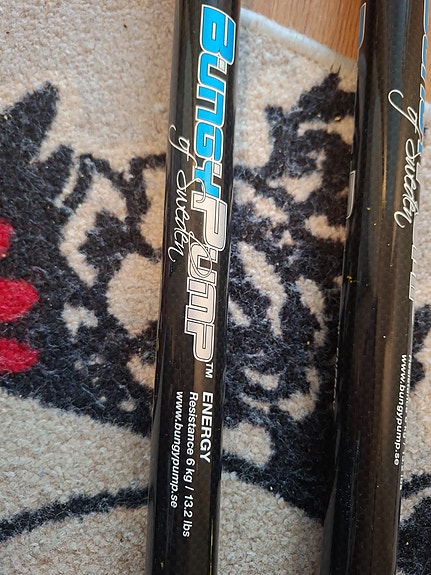 BUNGYPUMP™
of Sweden
ENERGY
Resistance 6 kg / 13.2 lbs
www.bungypump.se
of Sweden
www.bungypump.se